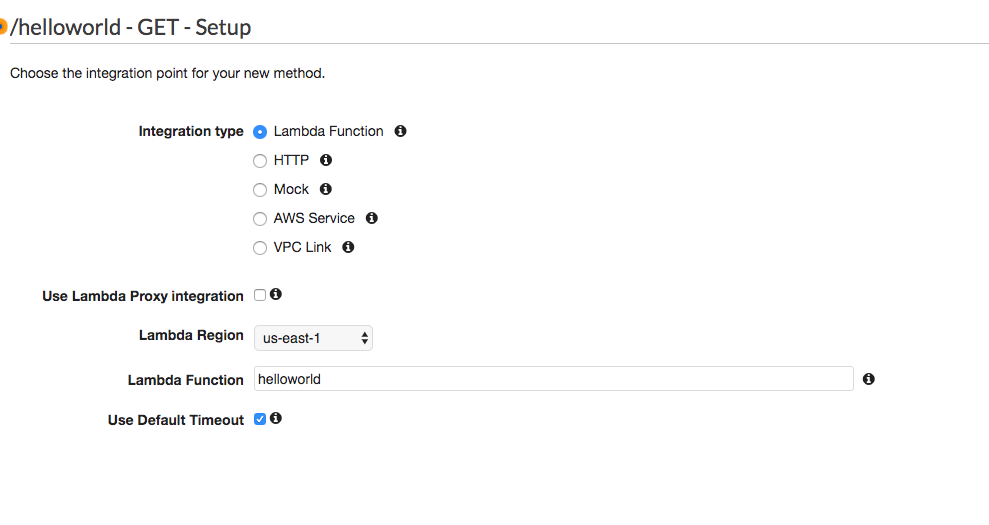 /helloworld - GET - Setup
Choose the integration point for your new method.
Integration type Lambda Function
HTTP
Mock
AWS Service
VPC Link
Use Lambda Proxy integration
Lambda Region us-east-1
Lambda Function helloworld
Use Default Timeout